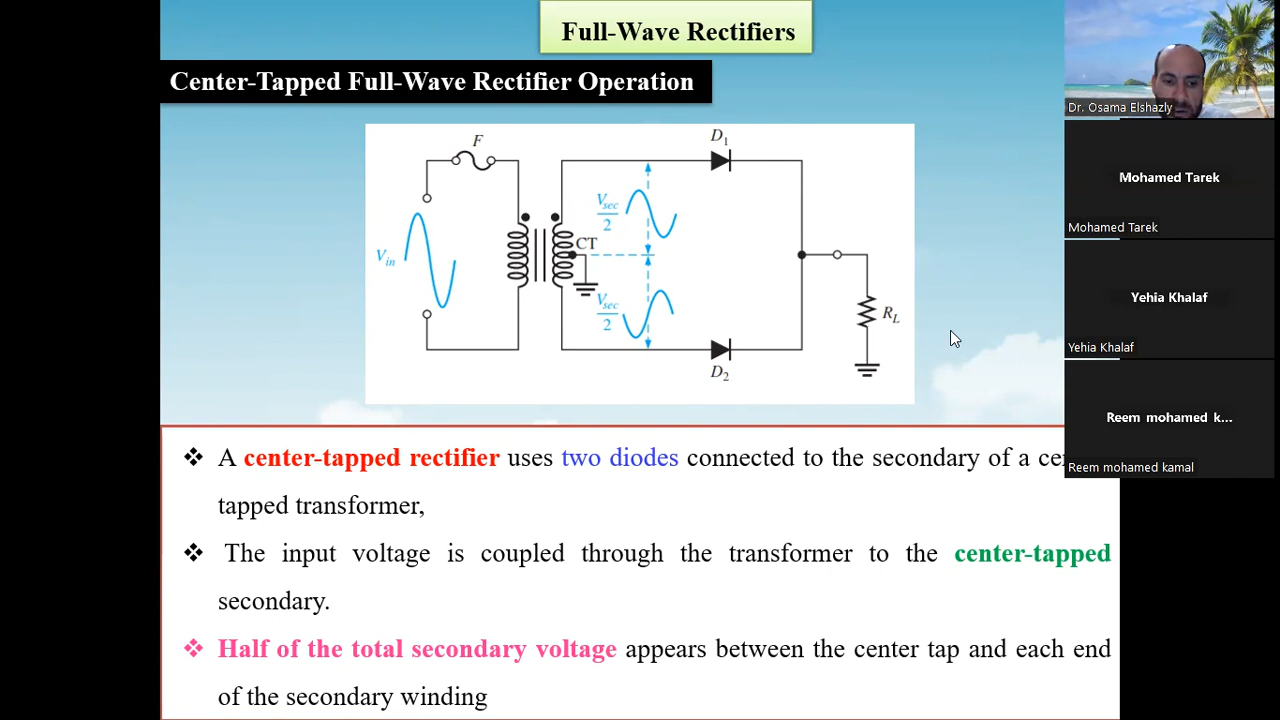 Full-Wave Rectifiers
Center-Tapped Full-Wave Rectifier Operation
F
D1
Vsec
2
Vin
CT
Vsec
2
RL
D2
❖ A center-tapped rectifier uses two diodes connected to the secondary of a ce
tapped transformer,
❖ The input voltage is coupled through the transformer to the center-tapped
secondary.
❖ Half of the total secondary voltage appears between the center tap and each end
of the secondary winding
Dr. Osama Elshazly
Mohamed Tarek
Mohamed Tarek
Yehia Khalaf
Yehia Khalaf
Reem mohamed k...
Reem mohamed kamal